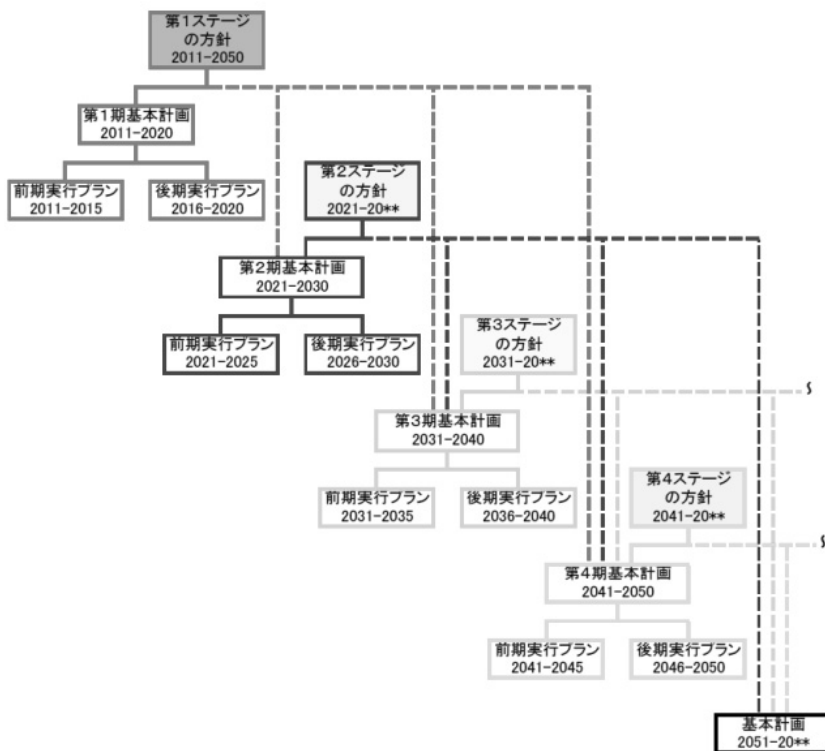 第1ステージ
の方針
2011-2050
第1期基本計画
2011-2020
前期実行プラン
2011-2015
後期実行プラン
2016-2020
第2ステージ
の方針
2021-20**
第2期基本計画
2021-2030
前期実行プラン
2021-2025
後期実行プラン
2026-2030
第3ステージ
の方針
2031-20**
第3期基本計画
2031-2040
前期実行プラン
2031-2035
後期実行プラン
2036-2040
第4ステージ
の方針
2041-20**
第4期基本計画
2041-2050
前期実行プラン
2041-2045
後期実行プラン
2046-2050
基本計画
2051-20**